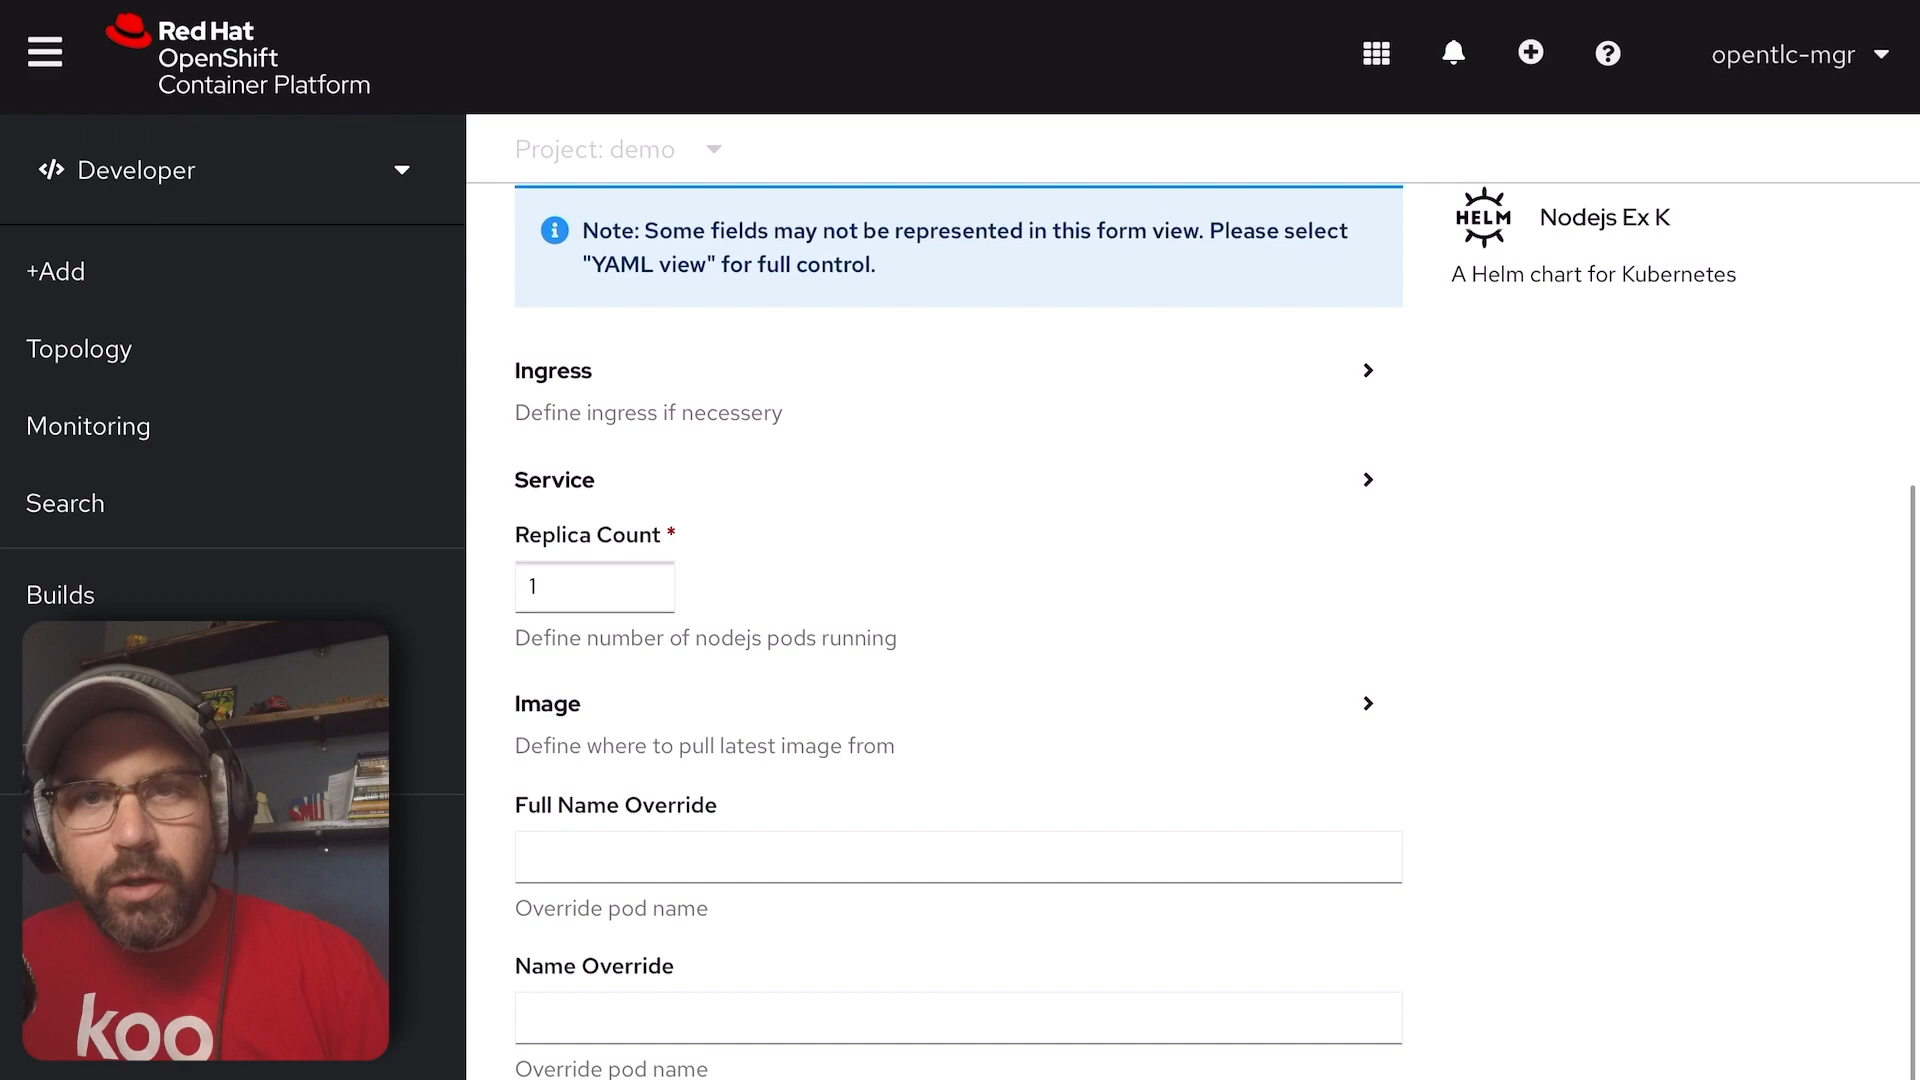 Red Hat
OpenShift
Container Platform
opentlc-mgr
Developer
Project: demo
+Add
Topology
Monitoring
Search
Builds
Note: Some fields may not be represented in this form view. Please select
"YAML view" for full control.
HELM
Nodejs Ex K
A Helm chart for Kubernetes
Ingress
Define ingress if necessery
Service
Replica Count *
1
Define number of nodejs pods running
Image
Define where to pull latest image from
Full Name Override
Override pod name
Name Override
Override pod name
koo